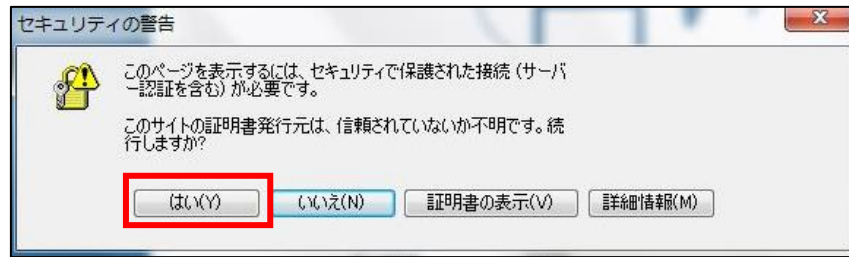 セキュリティの警告
このページを表示するには、セキュリティで保護された接続 (サーバ
ー認証を含む) が必要です。
このサイトの証明書発行元は、信頼されていないか不明です。続
行しますか?
はい(Y) いいえ(N) 証明書の表示(V) 詳細情報(M)